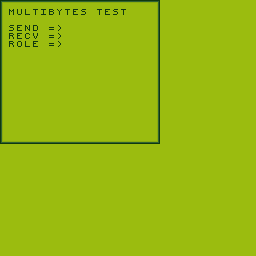 MULTIBYTES TEST
SEND =>
RECV =>
ROLE =>